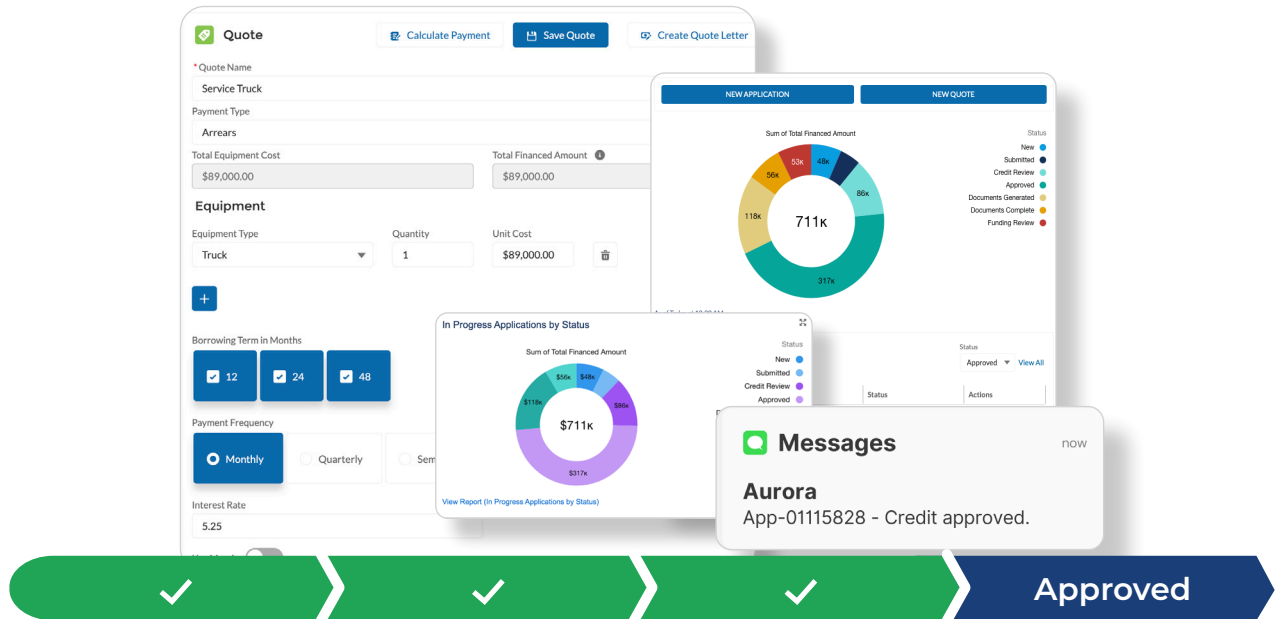 Quote
Calculate Payment
Save Quote
Create Quote Letter
* Quote Name
Service Truck
Payment Type
Arrears
Total Equipment Cost
Total Financed Amount
$89,000.00
$89,000.00
Equipment
Equipment Type
Quantity
Unit Cost
Truck
1
$89,000.00
+
Borrowing Term in Months
12
24
48
Payment Frequency
Monthly
Quarterly
Sem
Interest Rate
5.25
NEW APPLICATION
NEW QUOTE
Sum of Total Financed Amount
53K
48K
56K
86K
118K
711K
317K
Status
New
Submitted
Credit Review
Approved
Documents Generated
Documents Complete
Funding Review
Status
Approved
View All
Status
Actions
In Progress Applications by Status
Sum of Total Financed Amount
$48K
$86K
$118K
$711K
$317K
Status
New
Submitted
Credit Review
Approved
View Report (In Progress Applications by Status)
Messages
now
Aurora
App-01115828 - Credit approved.
Approved